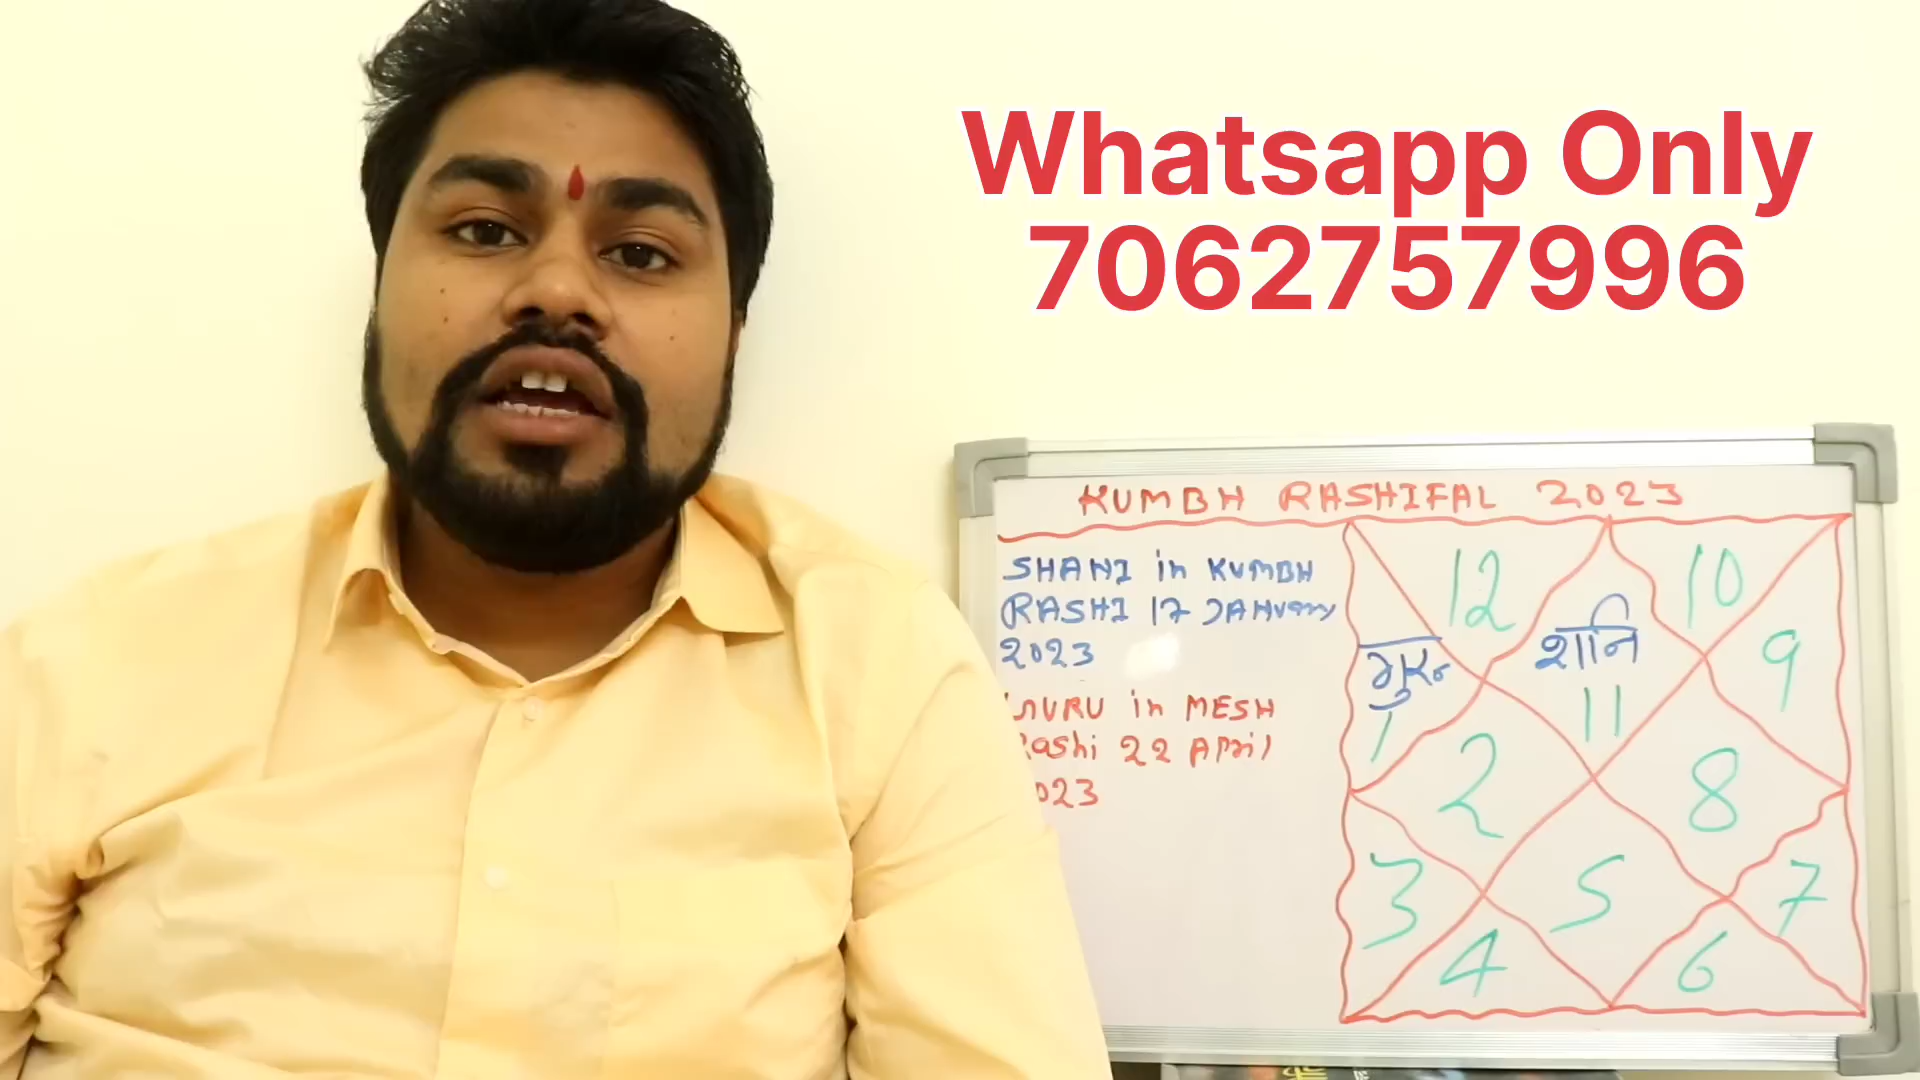 Whatsapp Only
7062757996
KUMBH RASHIFAL 2023
SHANI in KUMBH
RASHI 17 JANUARY
2023
GURU in MESH
Rashi 22 April
2023
12
10
गुरु
शनि
9
1
11
2
8
3
5
7
4
6